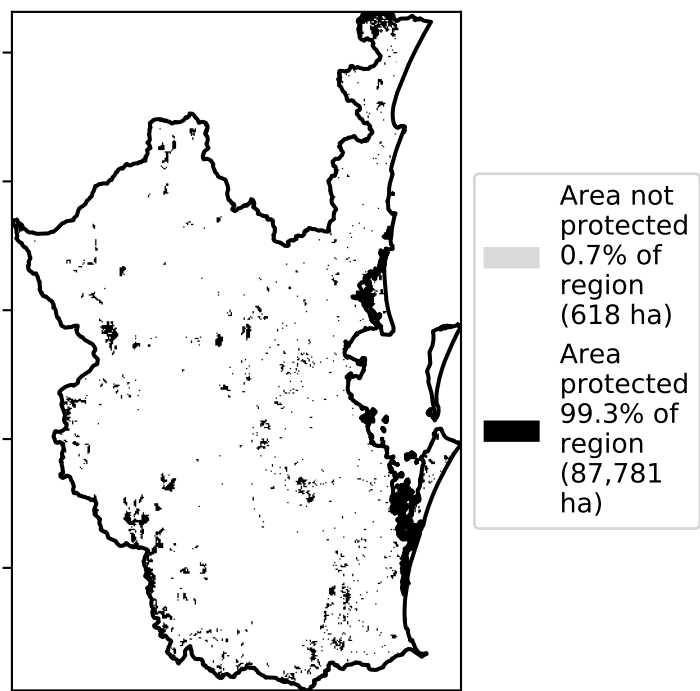 Area not
protected
0.7% of
region
(618 ha)
Area
protected
99.3% of
region
(87,781
ha)